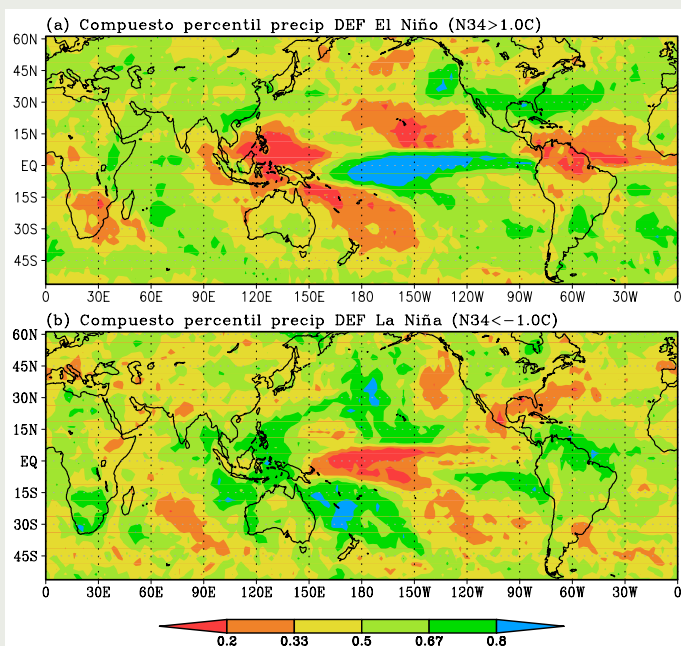 (a) Compuesto percentil precip DEF El Niño (N34>1.0C)
60N
45N
30N
15N
EQ
15S
30S
45S
0 30E 60E 90E 120E 150E 180 150W 120W 90W 60W 30W 0
(b) Compuesto percentil precip DEF La Niña (N34<−1.0C)
60N
45N
30N
15N
EQ
15S
30S
45S
0 30E 60E 90E 120E 150E 180 150W 120W 90W 60W 30W 0
0.2 0.33 0.5 0.67 0.8